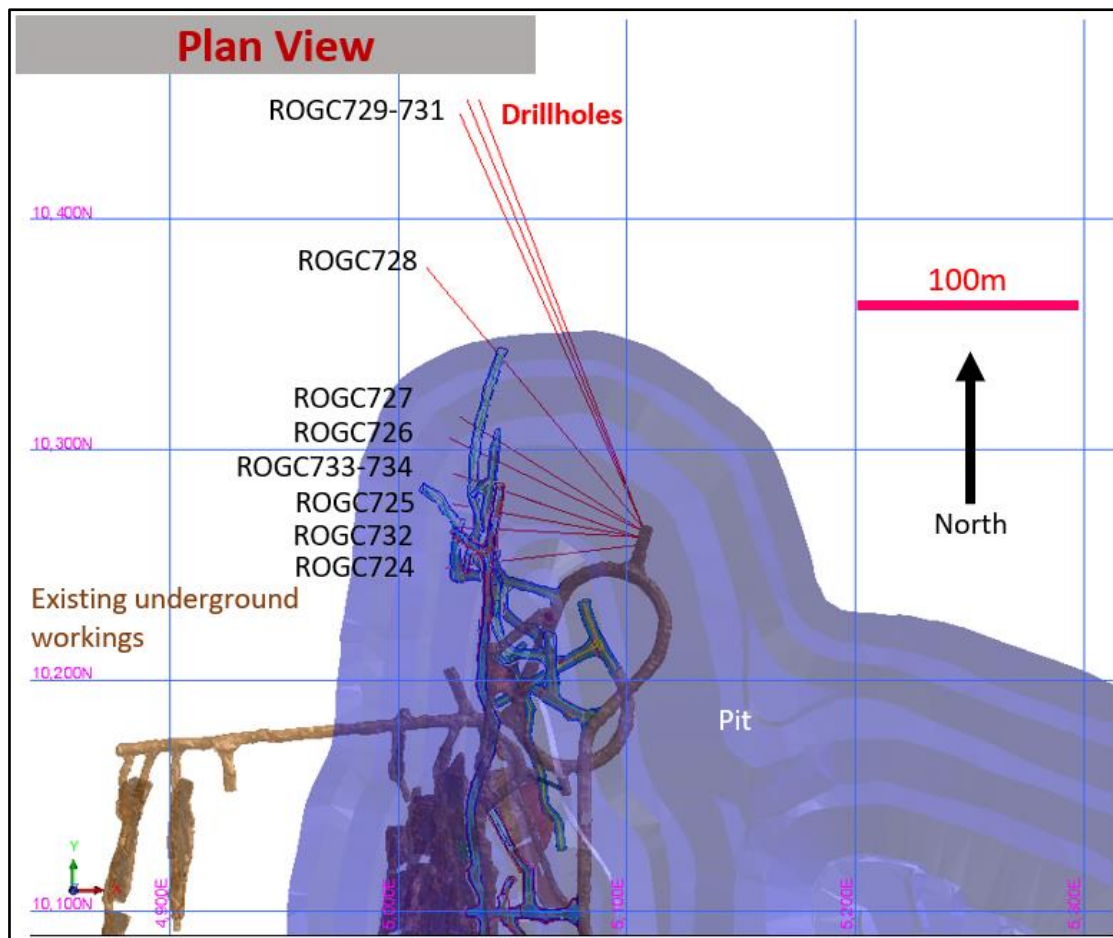 Plan View
ROGC729-731
Drillholes
10,400N
ROGC728
100m
ROGC727
10,300N
ROGC726
ROGC733-734
ROGC725
North
ROGC732
ROGC724
Existing underground
workings
10,200N
Pit
Y
X
10,100N
4,900E
5,000E
5,100E
5,200E
5,300E